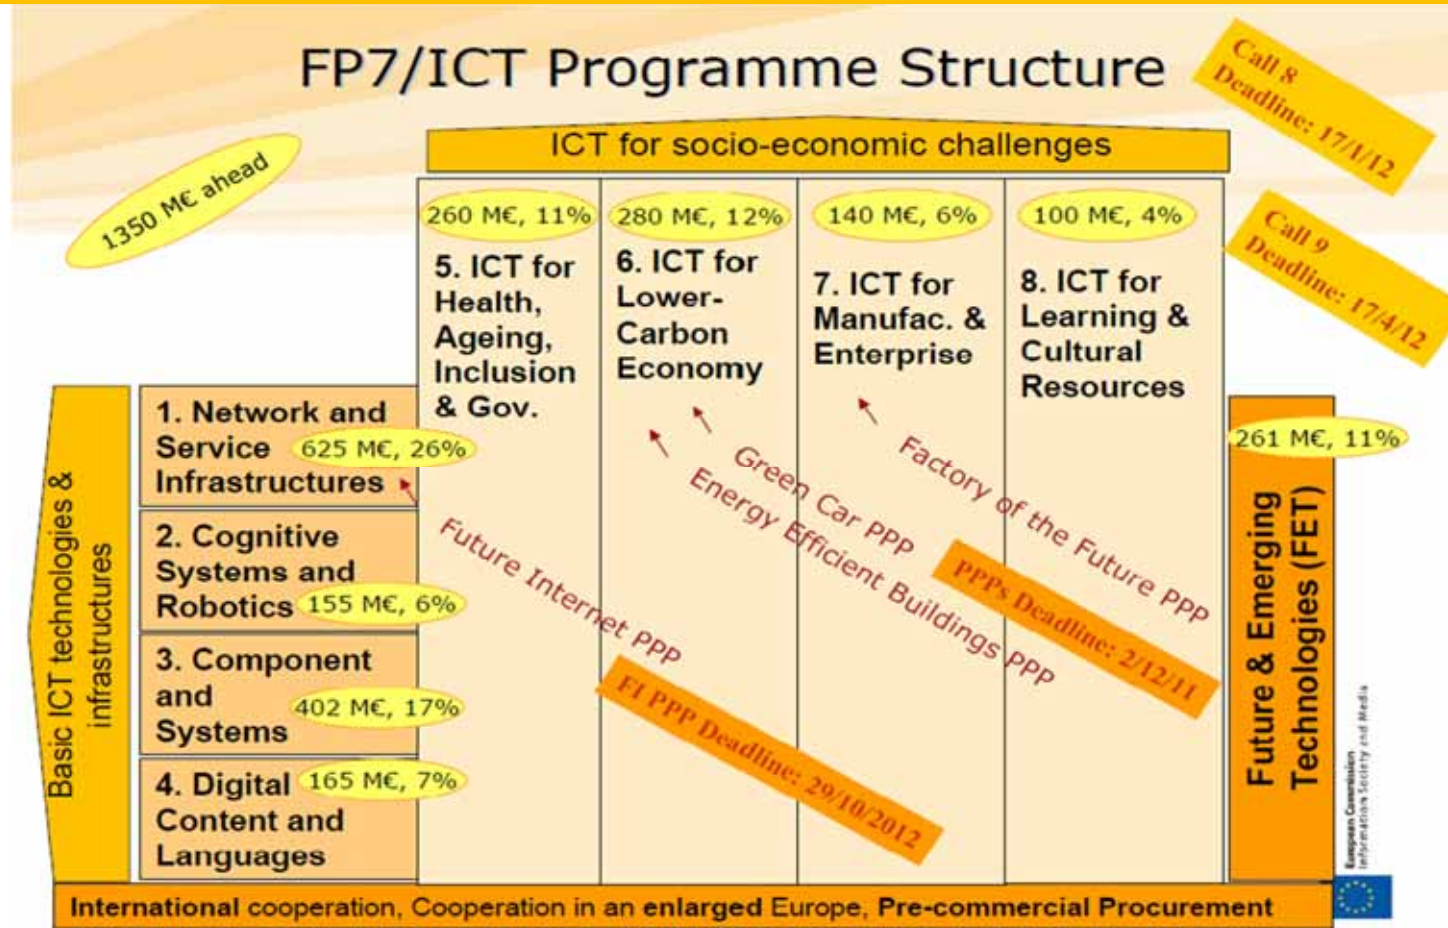 FP7/ICT Programme Structure
Call 8
Deadline: 17/1/12
1350 M€ ahead
ICT for socio-economic challenges
Call 9
Deadline: 17/4/12
260 M€, 11%
5. ICT for
Health,
Ageing,
Inclusion
& Gov.
280 M€, 12%
6. ICT for
Lower-
Carbon
Economy
140 M€, 6%
7. ICT for
Manufac. &
Enterprise
100 M€, 4%
8. ICT for
Learning &
Cultural
Resources
Basic ICT technologies &
infrastructures
1. Network and
Service
625 M€, 26%
Infrastructures
2. Cognitive
Systems and
Robotics
155 M€, 6%
3. Component
and
402 M€, 17%
Systems
4. Digital
165 M€, 7%
Content and
Languages
Future Internet PPP
Green Car PPP
Energy Efficient Buildings PPP
Factory of the Future PPP
PPPs Deadline: 2/12/11
FI PPP Deadline: 29/10/2012
261 M€, 11%
Future & Emerging
Technologies (FET)
European Commission
Information Society and Media
International cooperation, Cooperation in an enlarged Europe, Pre-commercial Procurement